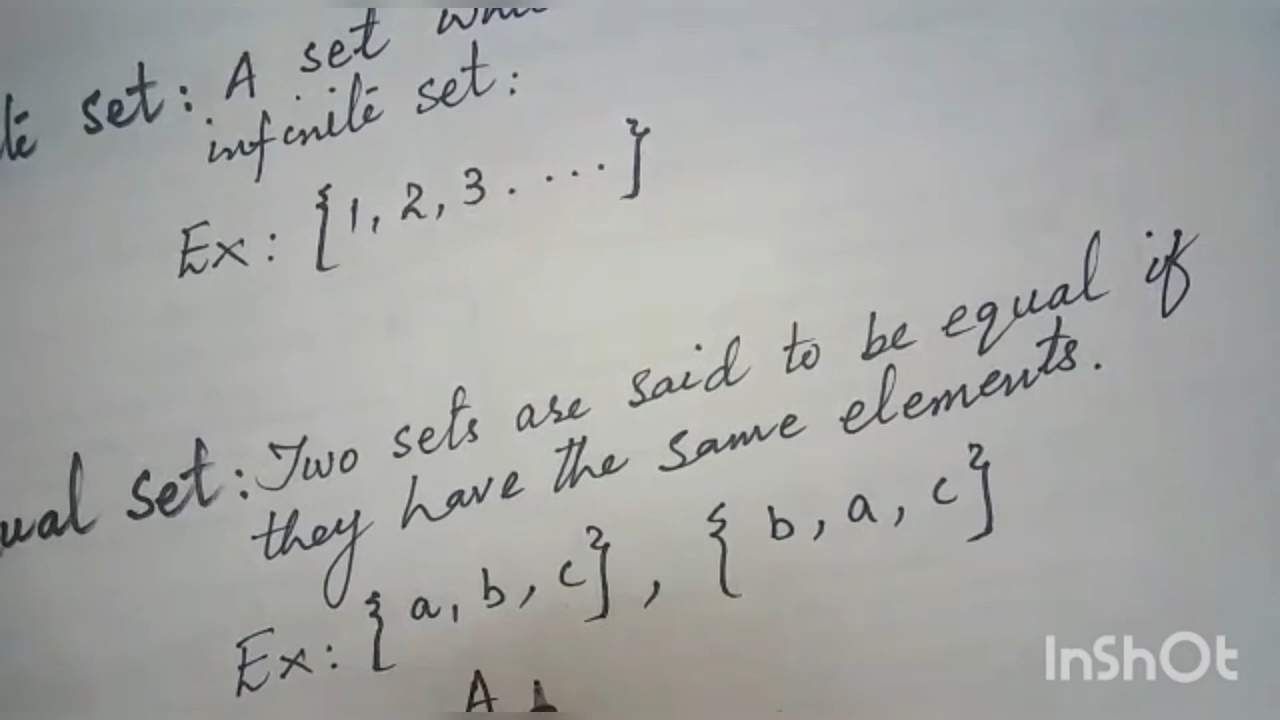 set: A set
infinite set:
Ex: {1, 2, 3. ....}
set: Two sets are said to be equal if
they have the same elements.
Ex: {a, b, c}, {b, a, c}
A
InShOt